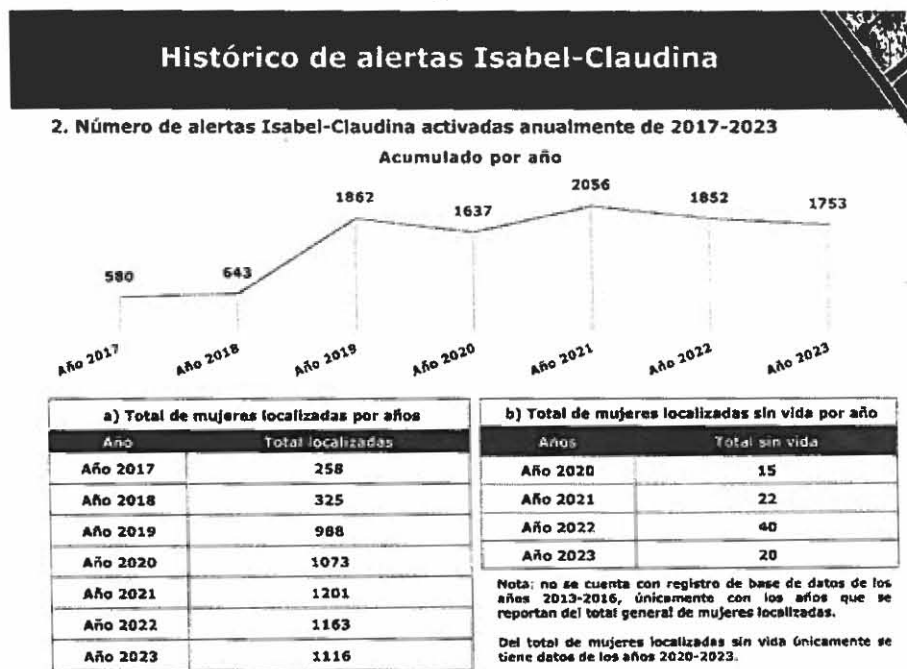 Histórico de alertas Isabel-Claudina
2. Número de alertas Isabel-Claudina activadas anualmente de 2017-2023
Acumulado por año
580
643
1862
1637
2056
1852
1753
Año 2017
Año 2018
Año 2019
Año 2020
Año 2021
Año 2022
Año 2023
a) Total de mujeres localizadas por años
Año Total localizadas
Año 2017 258
Año 2018 325
Año 2019 988
Año 2020 1073
Año 2021 1201
Año 2022 1163
Año 2023 1116
b) Total de mujeres localizadas sin vida por año
Años Total sin vida
Año 2020 15
Año 2021 22
Año 2022 40
Año 2023 20
Nota: no se cuenta con registro de base de datos de los
años 2013-2016, únicamente con los años que se
reportan del total general de mujeres localizadas.
Del total de mujeres localizadas sin vida únicamente se
tiene datos de los años 2020-2023.